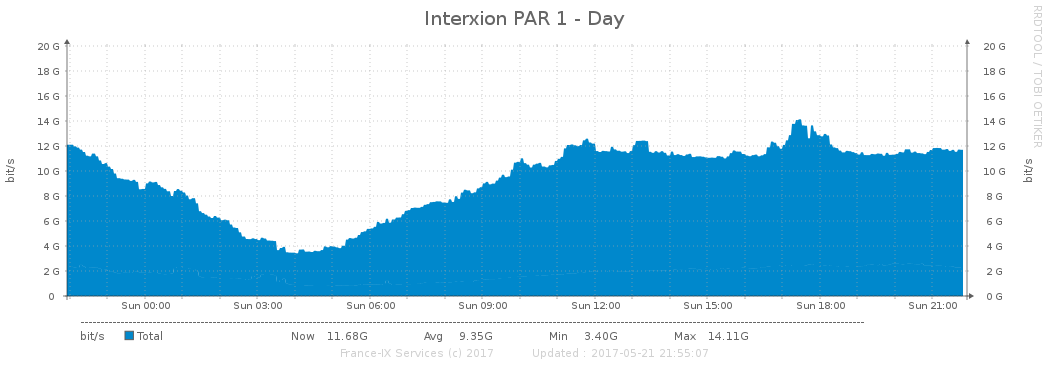 Interxion PAR 1 - Day
RRDTOOL / TOBI OETIKER
bit/s
bit/s
20 G 20 G
18 G 18 G
16 G 16 G
14 G 14 G
12 G 12 G
10 G 10 G
8 G 8 G
6 G 6 G
4 G 4 G
2 G 2 G
0 0 G
Sun 00:00 Sun 03:00 Sun 06:00 Sun 09:00 Sun 12:00 Sun 15:00 Sun 18:00 Sun 21:00
bit/s Total Now 11.68G Avg 9.35G Min 3.40G Max 14.11G
France-IX Services (c) 2017 Updated : 2017-05-21 21:55:07